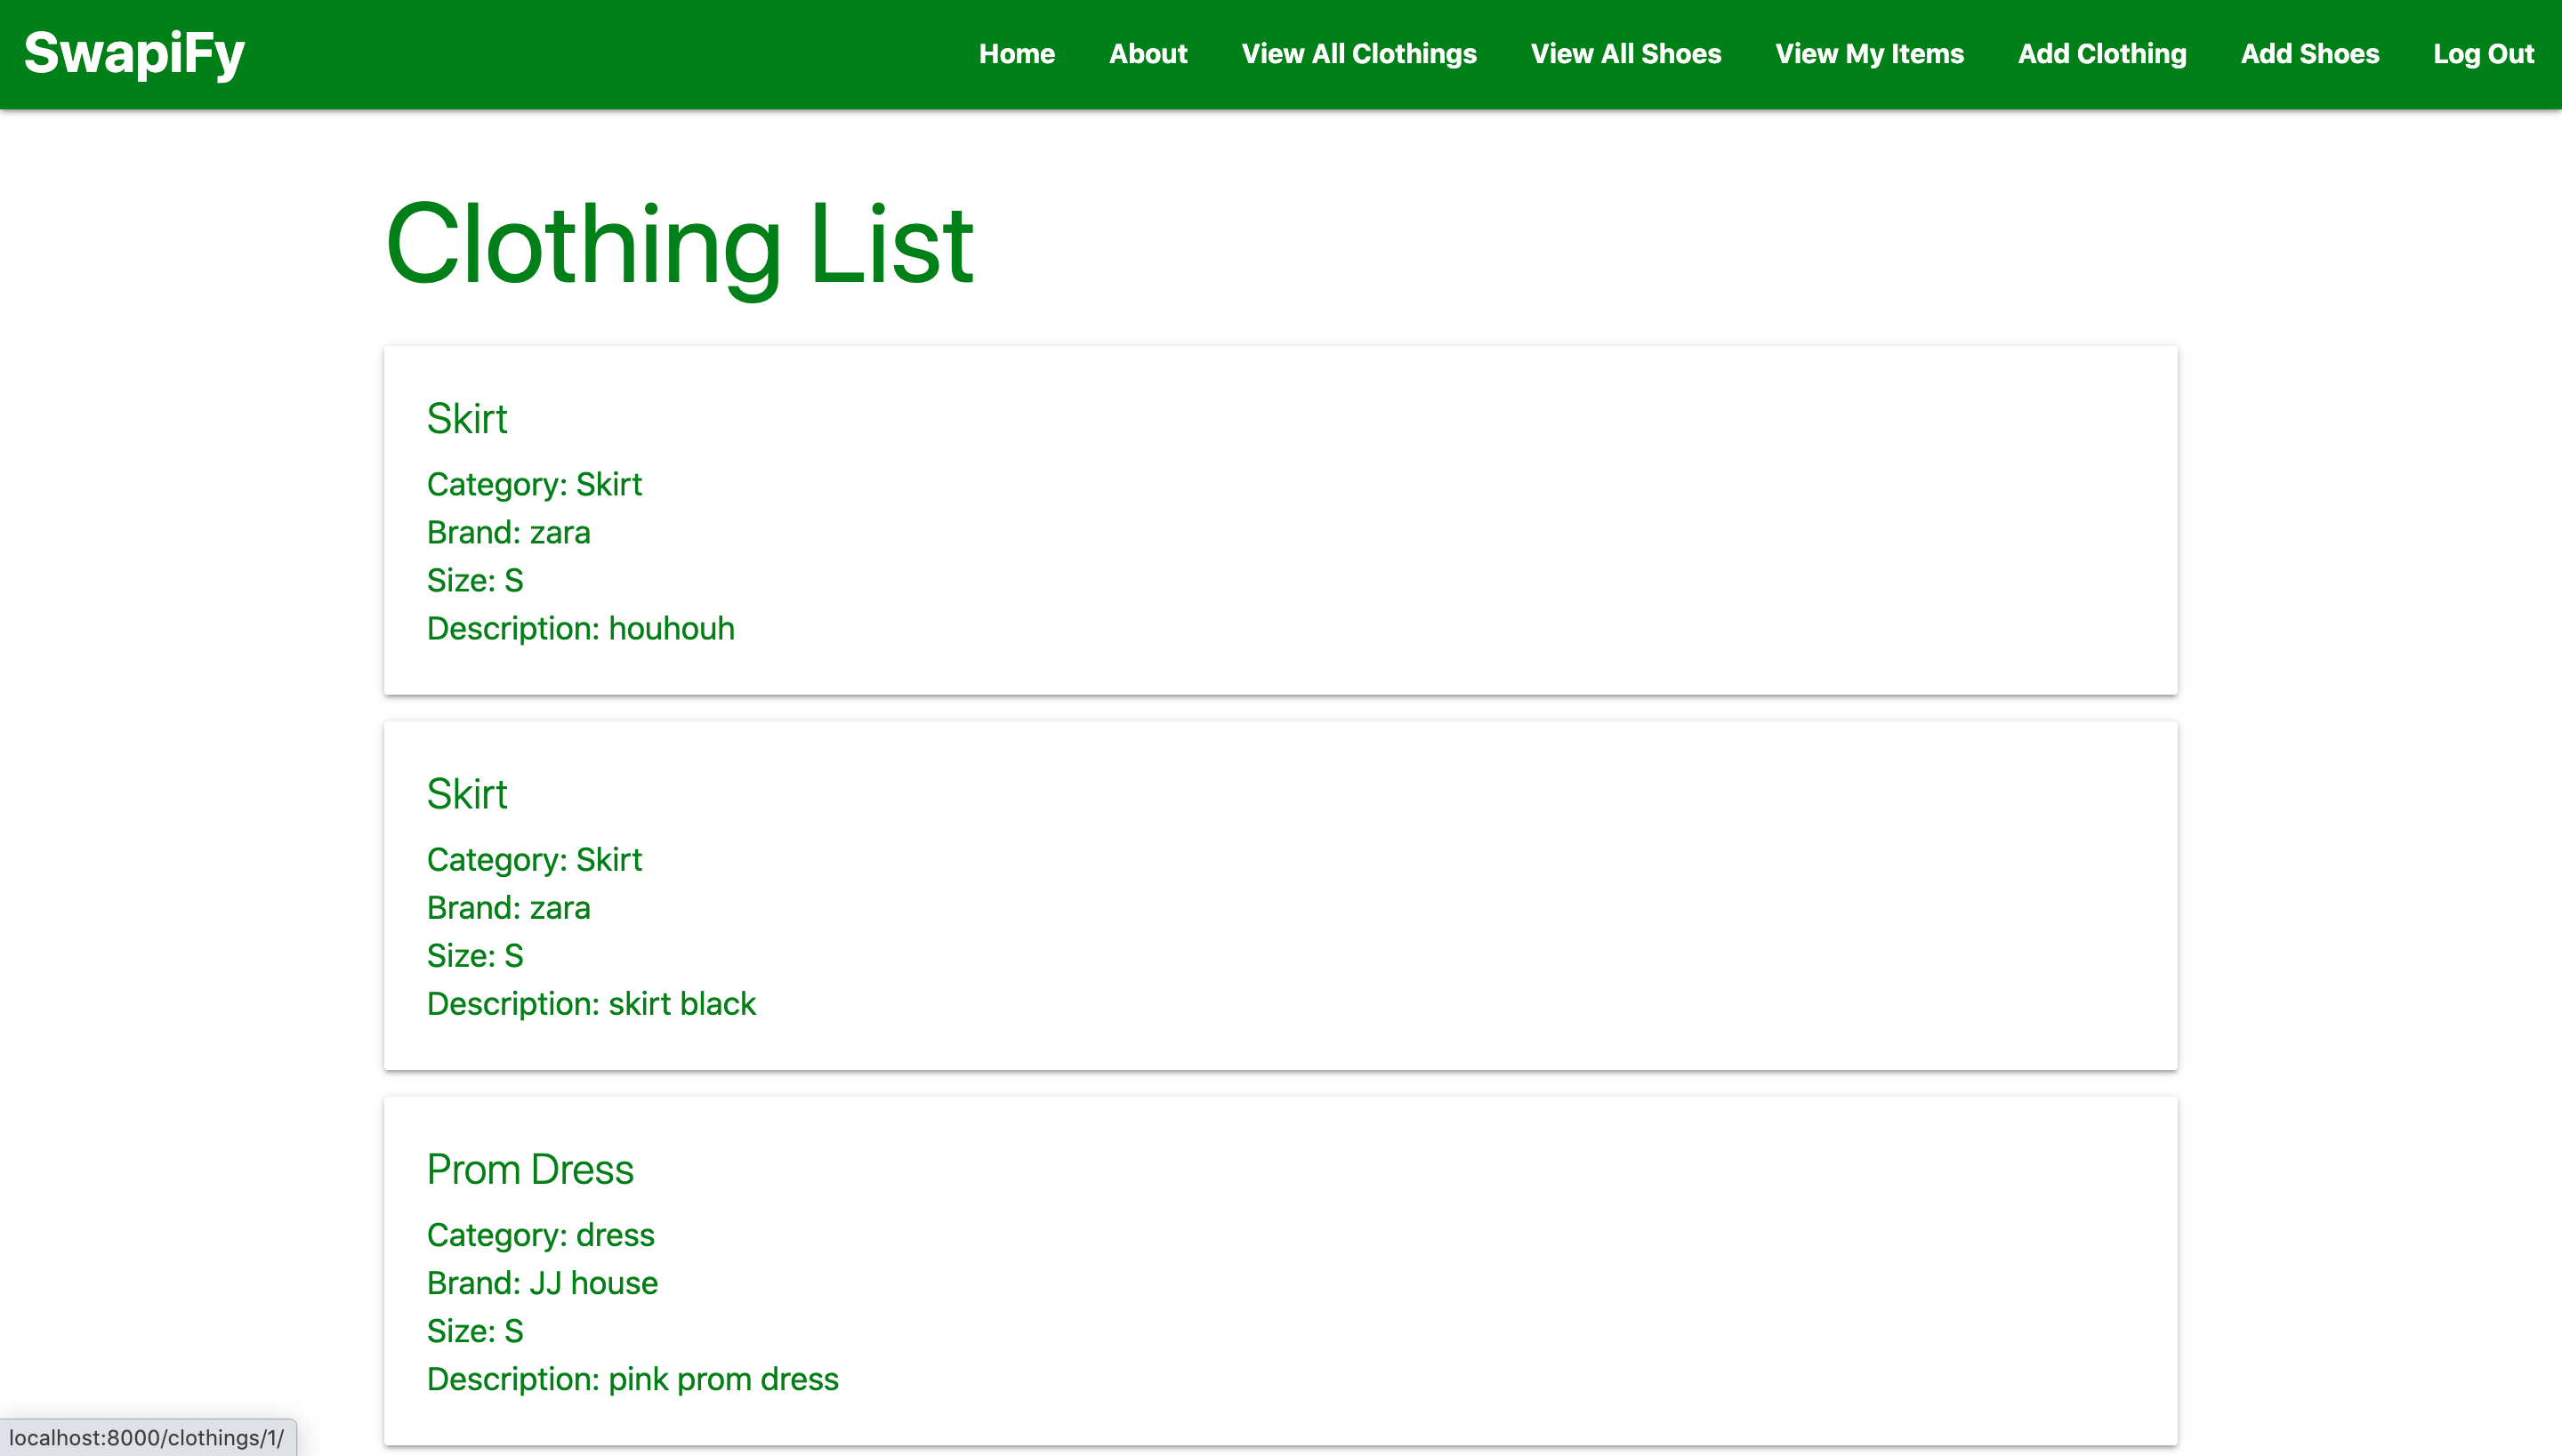 SwapiFy
Home About View All Clothings View All Shoes View My Items Add Clothing Add Shoes Log Out
Clothing List
Skirt
Category: Skirt
Brand: zara
Size: S
Description: houhouh
Skirt
Category: Skirt
Brand: zara
Size: S
Description: skirt black
Prom Dress
Category: dress
Brand: JJ house
Size: S
Description: pink prom dress
localhost:8000/clothings/1/